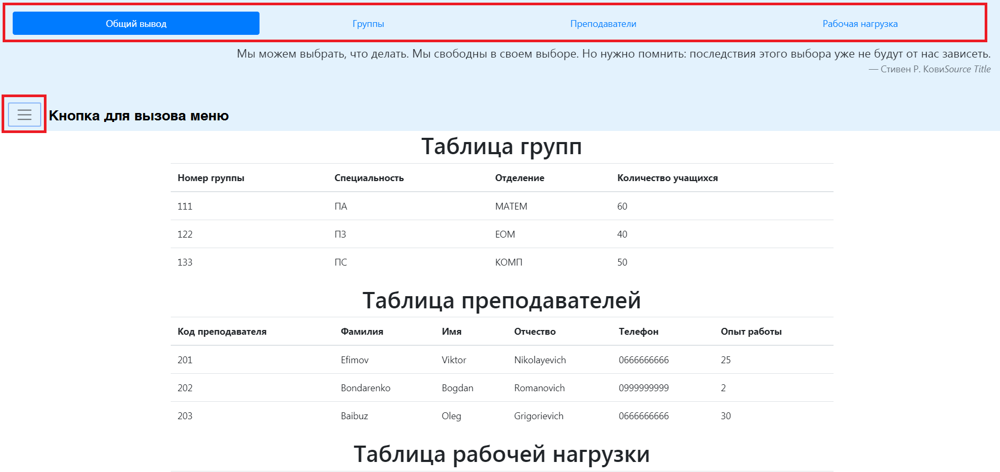 Общий вывод Группы Преподаватели Рабочая нагрузка
Мы можем выбрать, что делать. Мы свободны в своем выборе. Но нужно помнить: последствия этого выбора уже не будут от нас зависеть.
— Стивен Р. КовиSource Title
Кнопка для вызова меню
Таблица групп
Номер группы Специальность Отделение Количество учащихся
111 ПА МАТЕМ 60
122 ПЗ ЕОМ 40
133 ПС КОМП 50
Таблица преподавателей
Код преподавателя Фамилия Имя Отчество Телефон Опыт работы
201 Efimov Viktor Nikolayevich 0666666666 25
202 Bondarenko Bogdan Romanovich 0999999999 2
203 Baibuz Oleg Grigorievich 0666666666 30
Таблица рабочей нагрузки